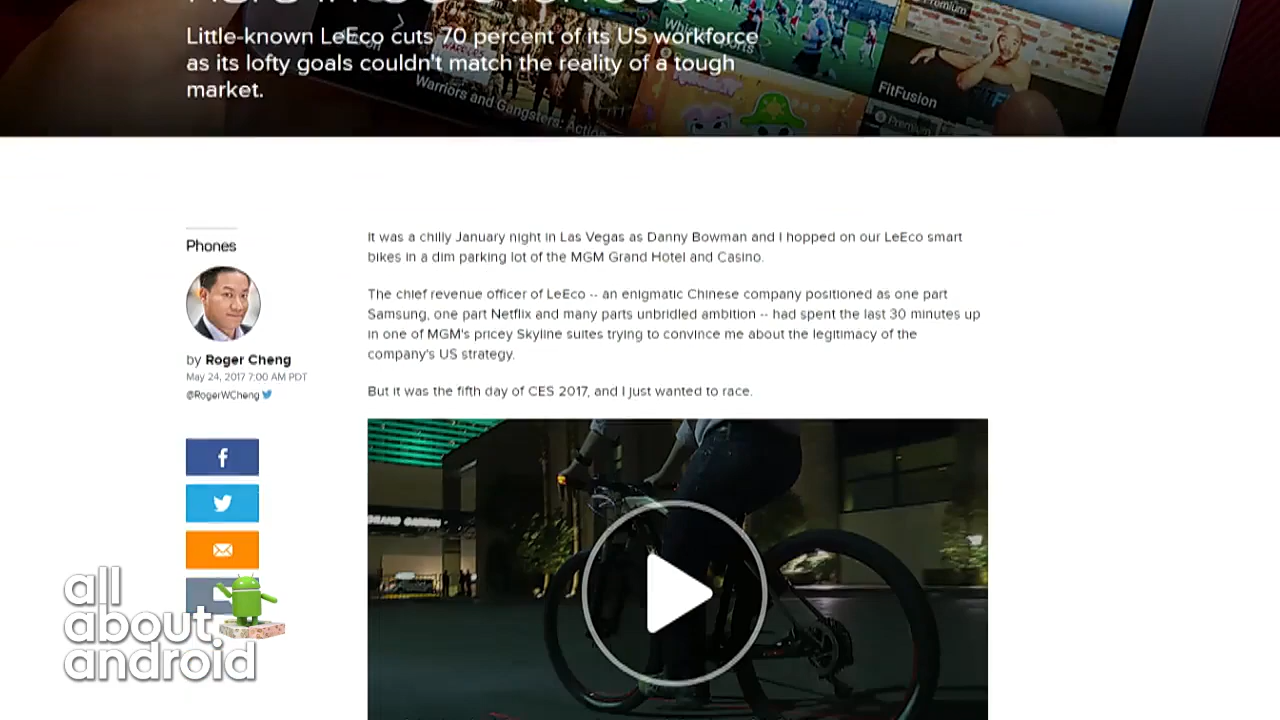 Little-known LeEco cuts 70 percent of its US workforce
as its lofty goals couldn't match the reality of a tough
market.
Warriors and Gangsters: Action
FitFusion
Premium
Premium
Phones
by Roger Cheng
May 24, 2017 7:00 AM PDT
@RogerWCheng
It was a chilly January night in Las Vegas as Danny Bowman and I hopped on our LeEco smart
bikes in a dim parking lot of the MGM Grand Hotel and Casino.
The chief revenue officer of LeEco -- an enigmatic Chinese company positioned as one part
Samsung, one part Netflix and many parts unbridled ambition -- had spent the last 30 minutes up
in one of MGM's pricey Skyline suites trying to convince me about the legitimacy of the
company's US strategy.
But it was the fifth day of CES 2017, and I just wanted to race.
all
about
android